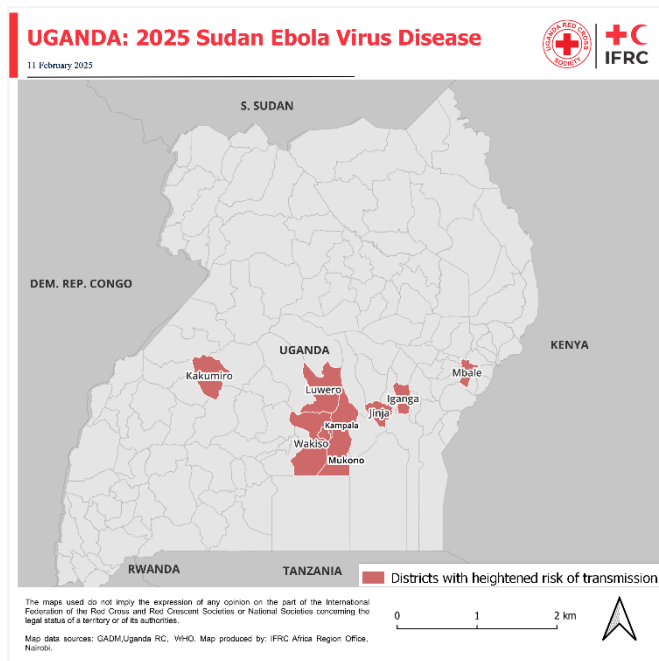 UGANDA: 2025 Sudan Ebola Virus Disease
11 February 2025
UGANDA RED CROSS
SOCIETY
IFRC
S. SUDAN
DEM. REP. CONGO
KENYA
UGANDA
Kakumiro
Luwero
Mbale
Iganga
Jinja
Kampala
Wakiso
Mukono
RWANDA
TANZANIA
Districts with heightened risk of transmission
The maps used do not imply the expression of any opinion on the part of the International
Federation of the Red Cross and Red Crescent Societies or National Societies concerning the
legal status of a territory or of its authorities.
Map data sources: GADM,Uganda RC, WHO. Map produced by: IFRC Africa Region Office,
Nairobi.
0 1 2 km